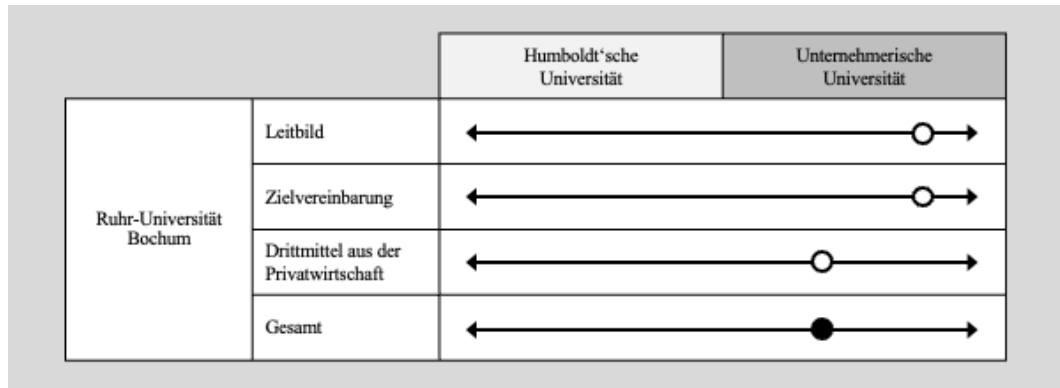 Humboldt‘sche
Universität
Unternehmerische
Universität
Leitbild
Zielvereinbarung
Ruhr-Universität
Bochum
Drittmittel aus der
Privatwirtschaft
Gesamt